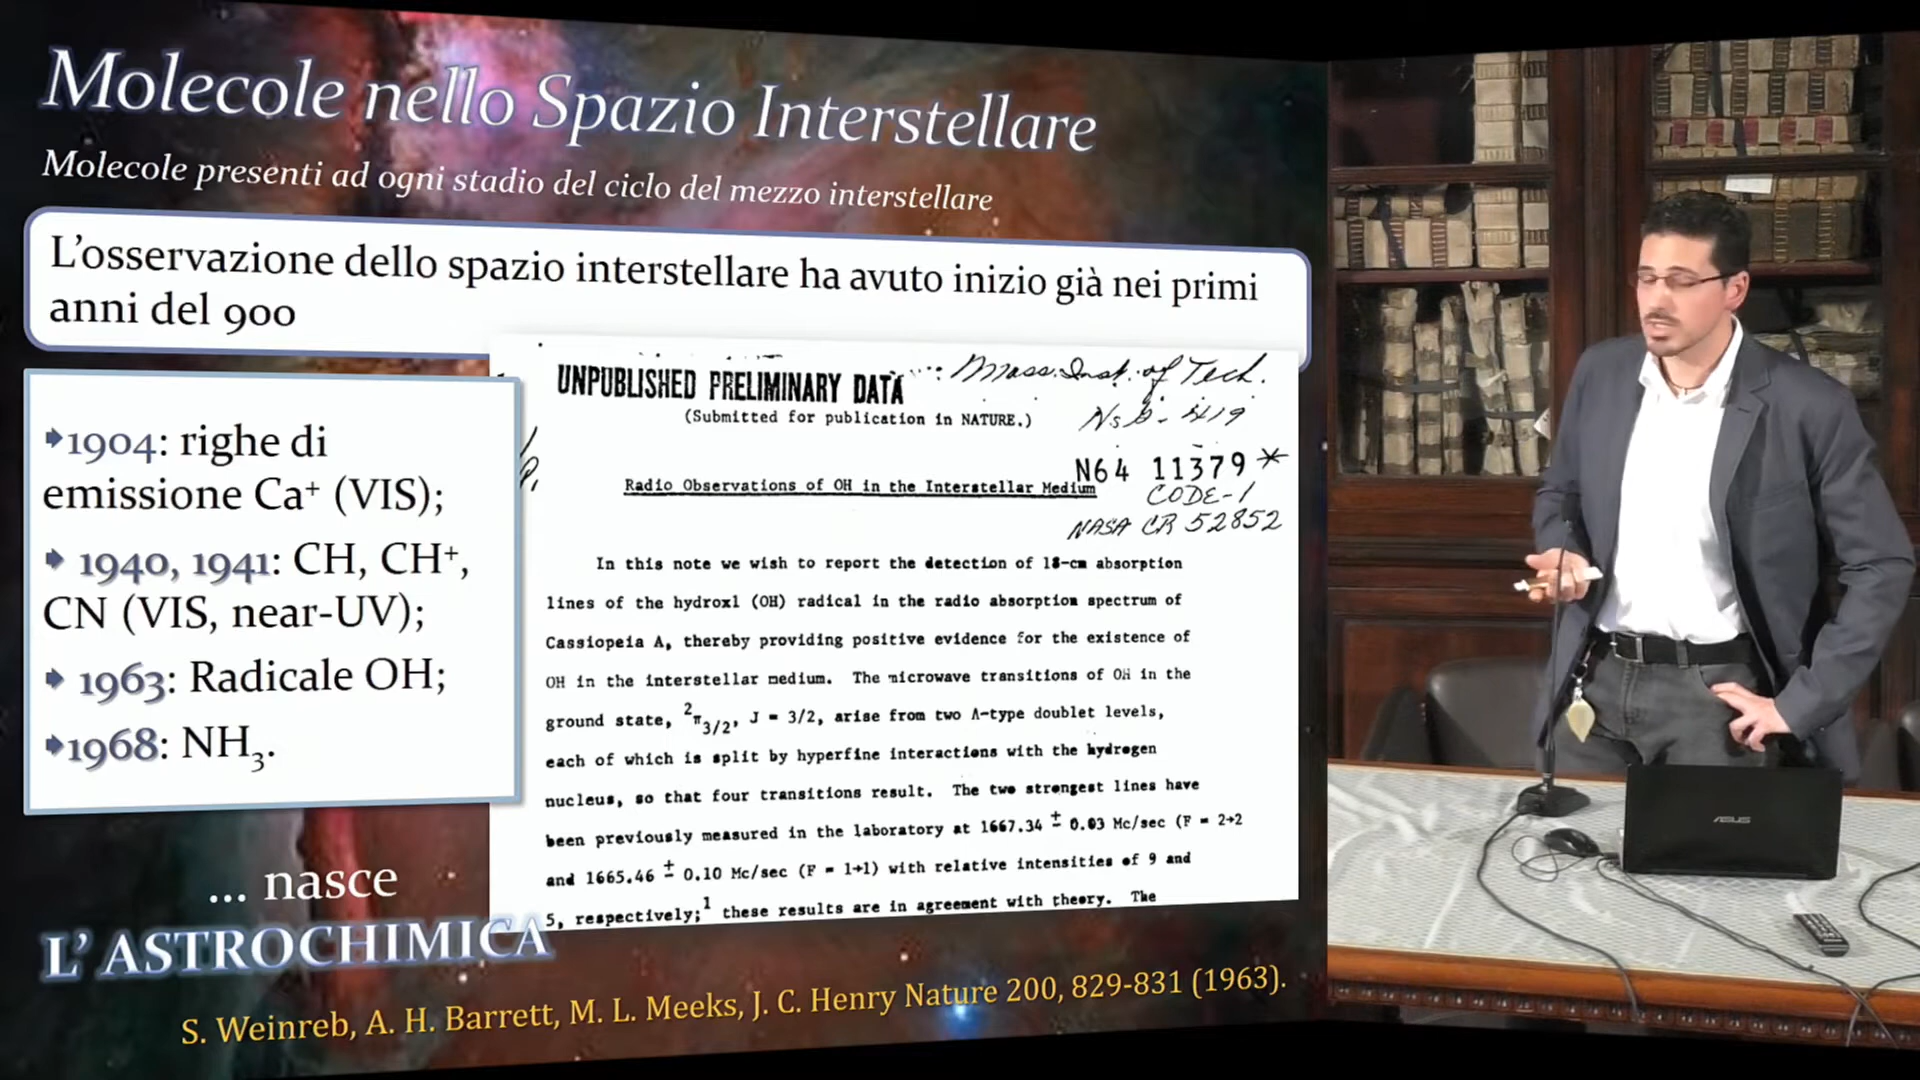 Molecole nello Spazio Interstellare
Molecole presenti ad ogni stadio del ciclo del mezzo interstellare
L’osservazione dello spazio interstellare ha avuto inizio già nei primi
anni del 900
➧1904: righe di
emissione Ca⁺ (VIS);
➧ 1940, 1941: CH, CH⁺,
CN (VIS, near-UV);
➧ 1963: Radicale OH;
➧1968: NH₃.
... nasce
L’ ASTROCHIMICA
UNPUBLISHED PRELIMINARY DATA
(Submitted for publication in NATURE.)
Mass. Inst. of Tech.
N64 11379 *
CODE-1
NASA CR 52852
Radio Observations of OH in the Interstellar Medium
In this note we wish to report the detection of 18-cm absorption
lines of the hydroxl (OH) radical in the radio absorption spectrum of
Cassiopeia A, thereby providing positive evidence for the existence of
OH in the interstellar medium. The microwave transitions of OH in the
ground state, ²π₃/₂, J = 3/2, arise from two Λ-type doublet levels,
each of which is split by hyperfine interactions with the hydrogen
nucleus, so that four transitions result. The two strongest lines have
been previously measured in the laboratory at 1667.34 ± 0.03 Mc/sec (F = 2→2
and 1665.46 ± 0.10 Mc/sec (F = 1→1) with relative intensities of 9 and
5, respectively;¹ these results are in agreement with theory. The
S. Weinreb, A. H. Barrett, M. L. Meeks, J. C. Henry Nature 200, 829-831 (1963).
ASUS